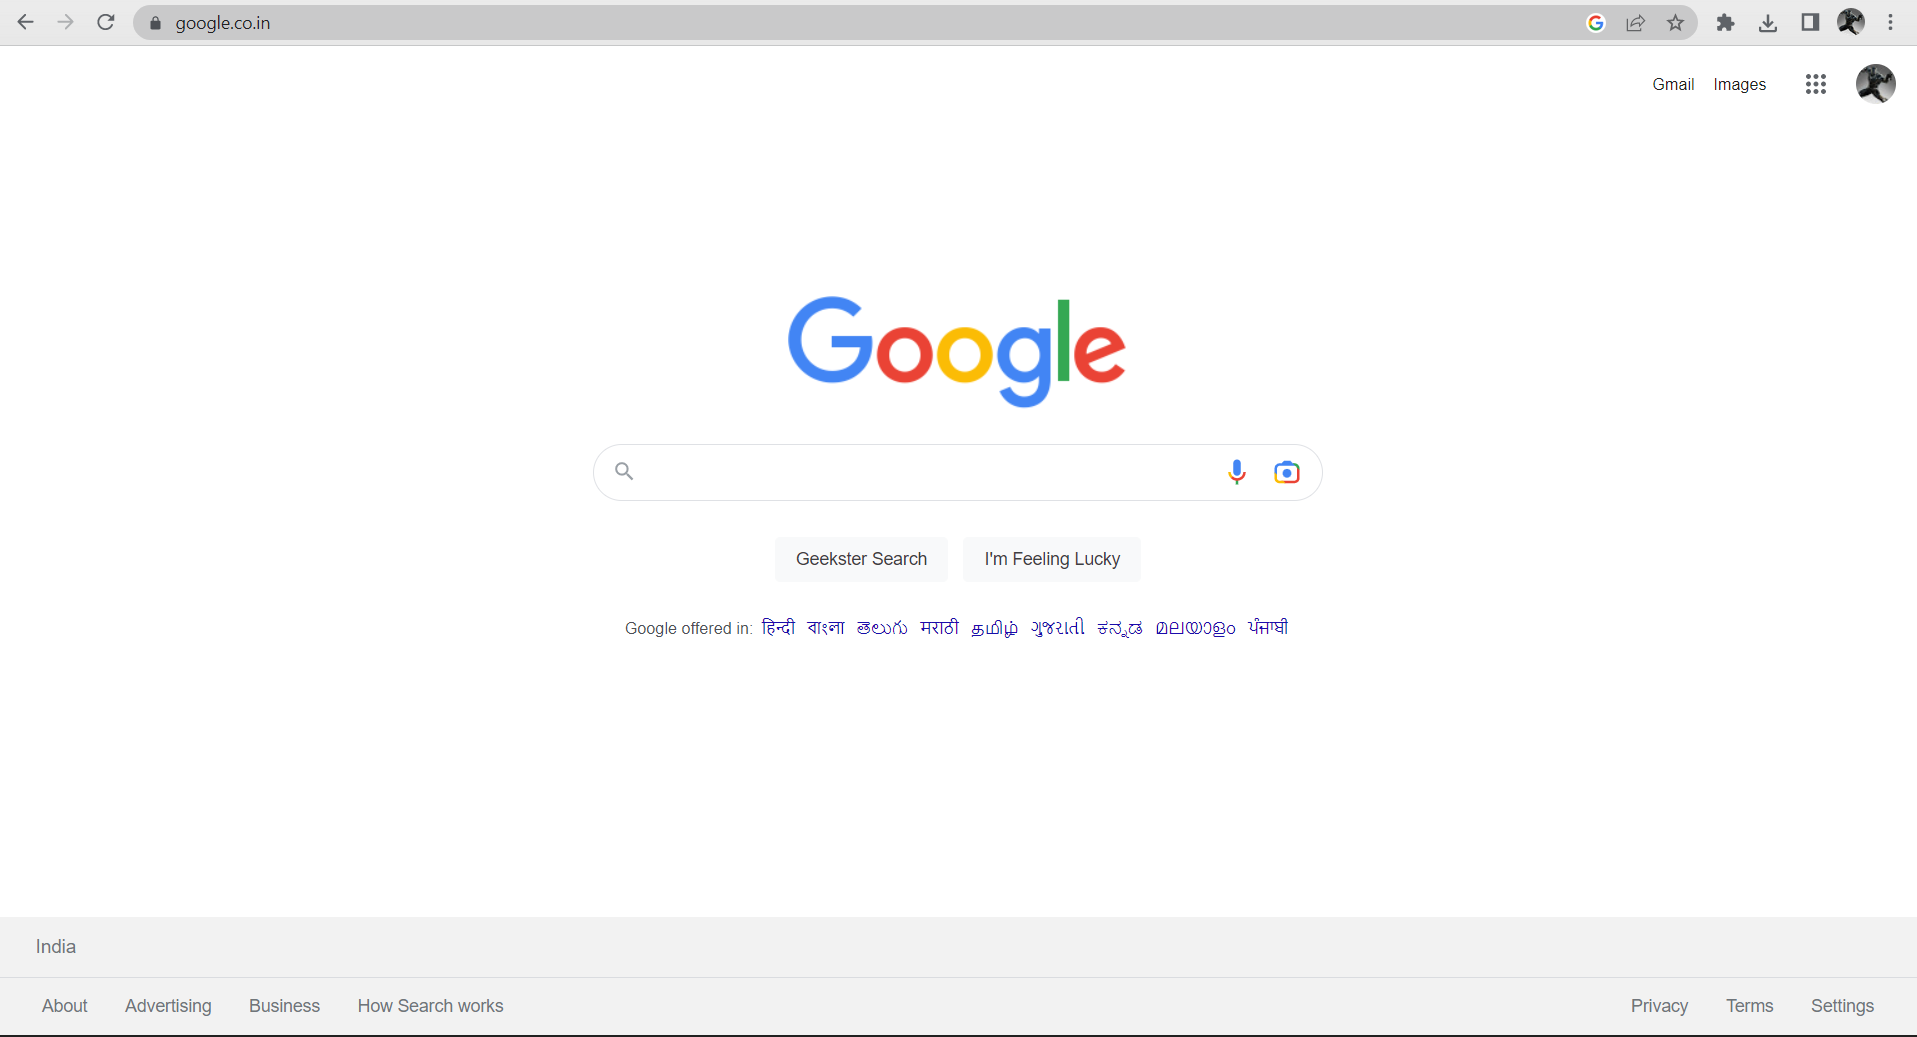 google.co.in
Gmail Images
Google
Geekster Search I'm Feeling Lucky
Google offered in: हिन्दी বাংলা తెలుగు मराठी தமிழ் ગુજરાતી ಕನ್ನಡ മലയാളം ਪੰਜਾਬੀ
India
About Advertising Business How Search works Privacy Terms Settings